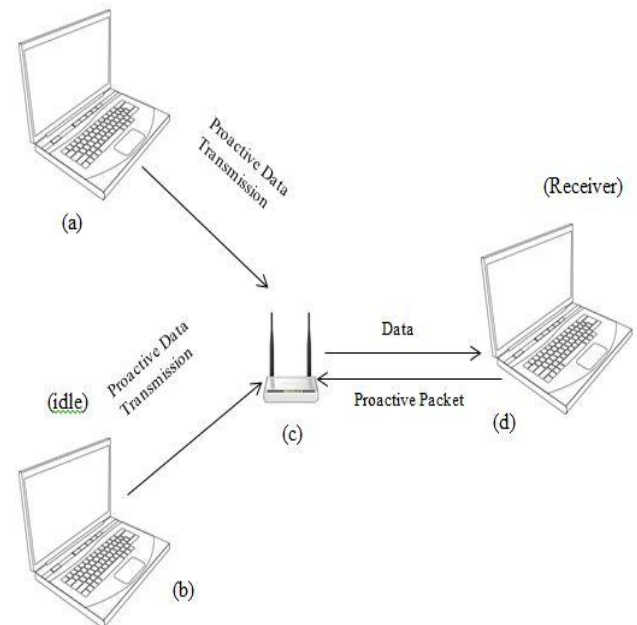 Proactive Data
Transmission
(a)
(Receiver)
Data
Proactive Packet
(d)
(c)
(idle)
Proactive Data
Transmission
(b)